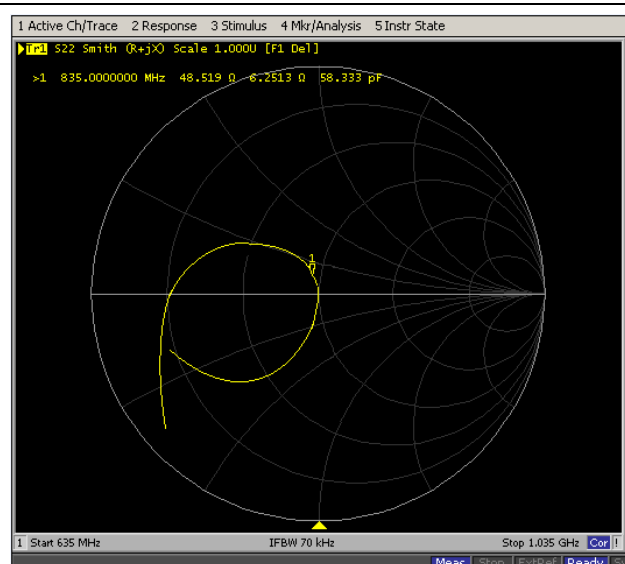 1 Active Ch/Trace 2 Response 3 Stimulus 4 Mkr/Analysis 5 Instr State
Tr1 S22 Smith (R+jX) Scale 1.000U [F1 Del]
>1 835.0000000 MHz 48.519 Ω 6.2513 Ω 58.333 pF
1
1 Start 635 MHz IFBW 70 kHz Stop 1.035 GHz Cor !
Meas Stop ExtRef Ready